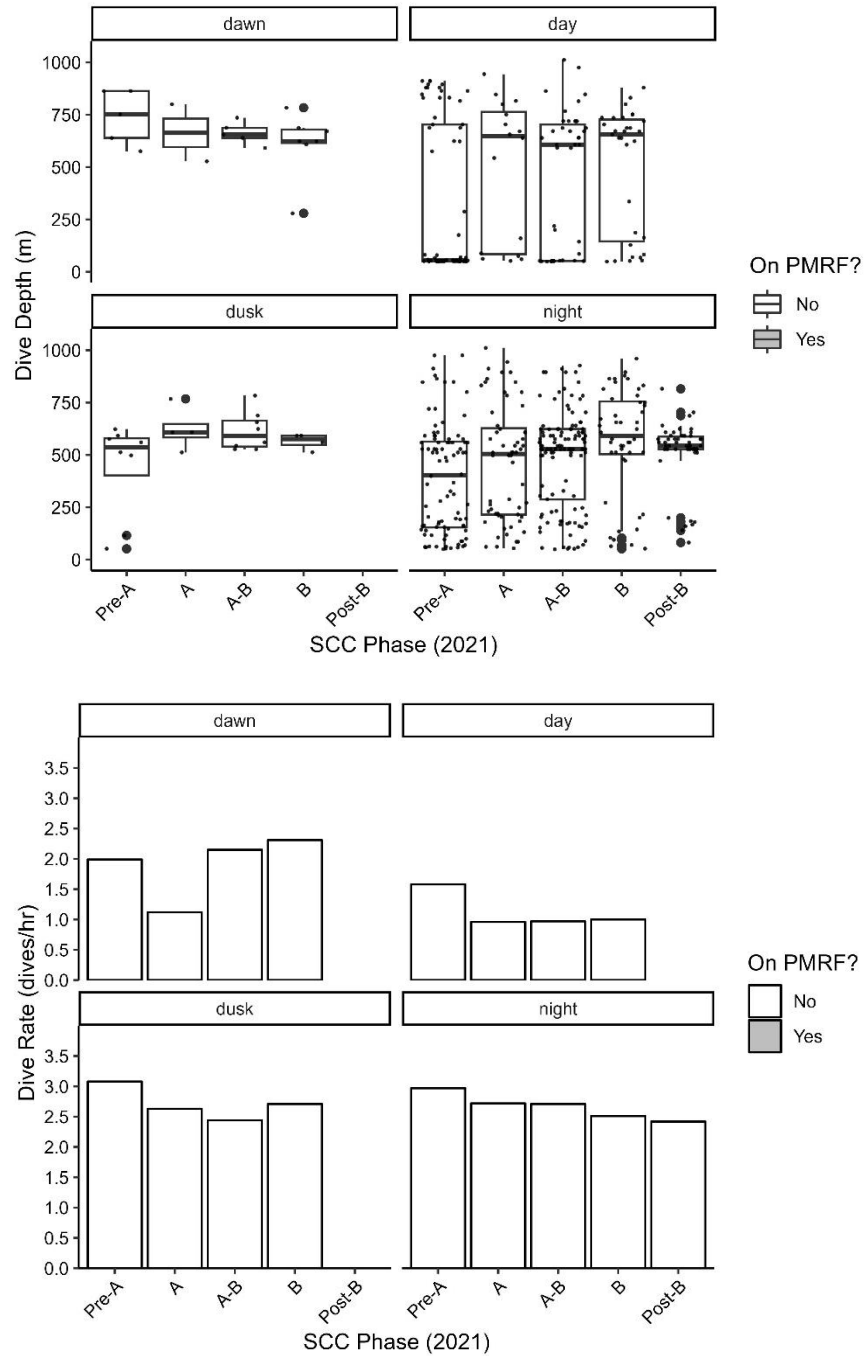 dawn
day
1000
750
500
250
0
dusk
night
1000
750
500
250
0
Dive Depth (m)
Pre-A
A
A-B
B
Post-B
Pre-A
A
A-B
B
Post-B
SCC Phase (2021)
On PMRF?
No
Yes
dawn
day
3.5
3.0
2.5
2.0
1.5
1.0
0.5
0.0
dusk
night
3.5
3.0
2.5
2.0
1.5
1.0
0.5
0.0
Dive Rate (dives/hr)
Pre-A
A
A-B
B
Post-B
Pre-A
A
A-B
B
Post-B
SCC Phase (2021)
On PMRF?
No
Yes